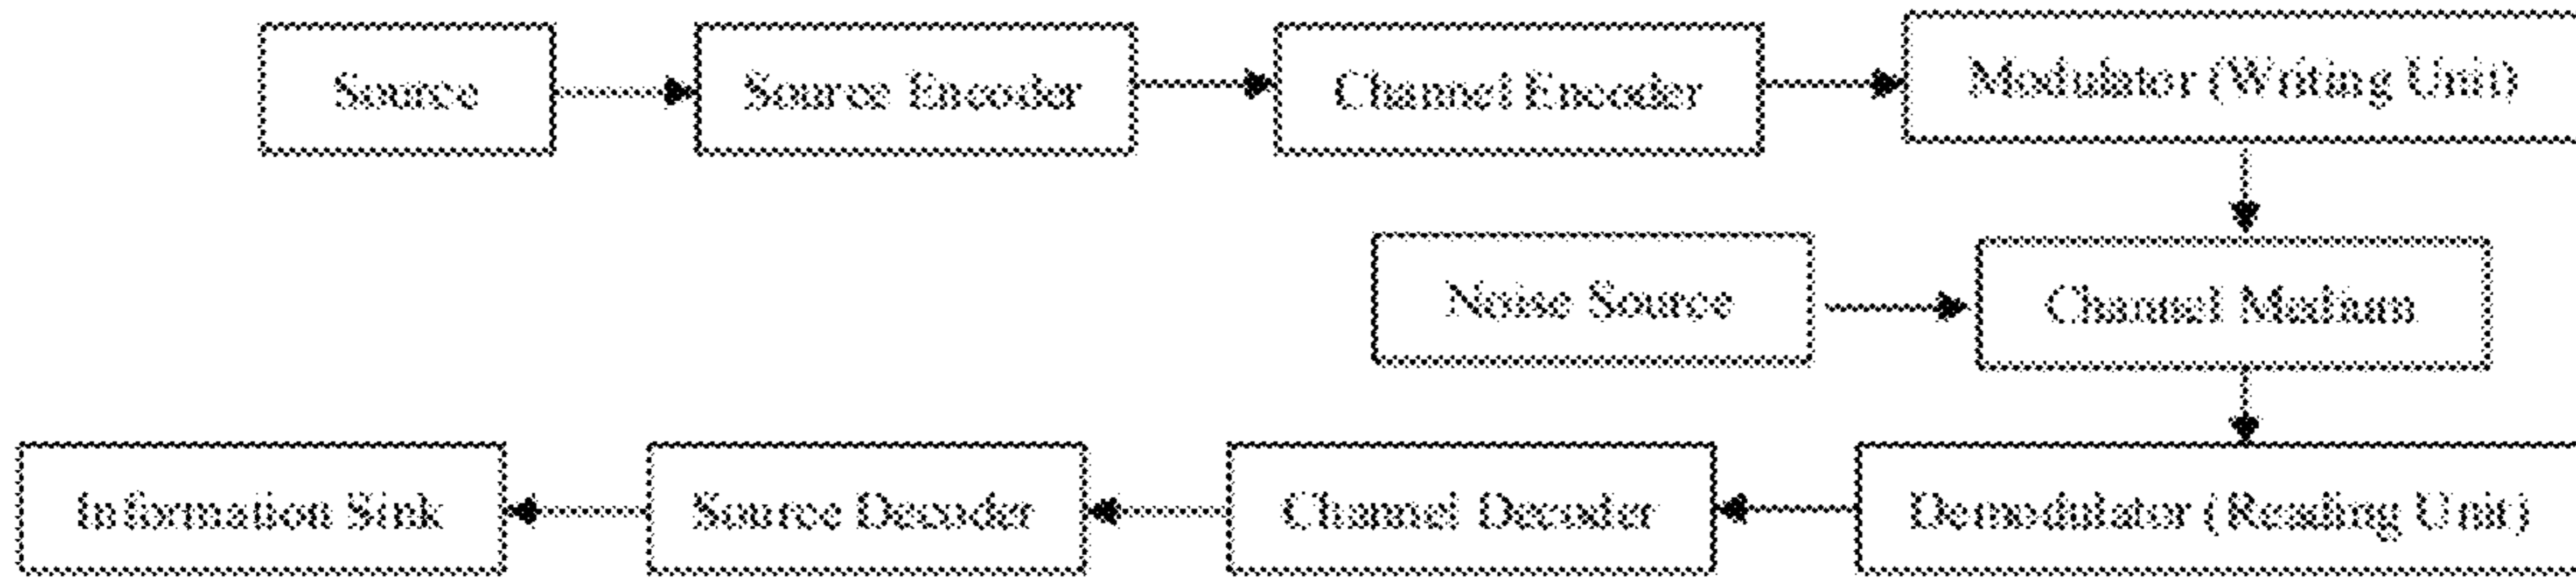 Source
Source Encoder
Channel Encoder
Modulator (Writing Unit)
Noise Source
Channel Medium
Information Sink
Source Decoder
Channel Decoder
Demodulator (Reading Unit)